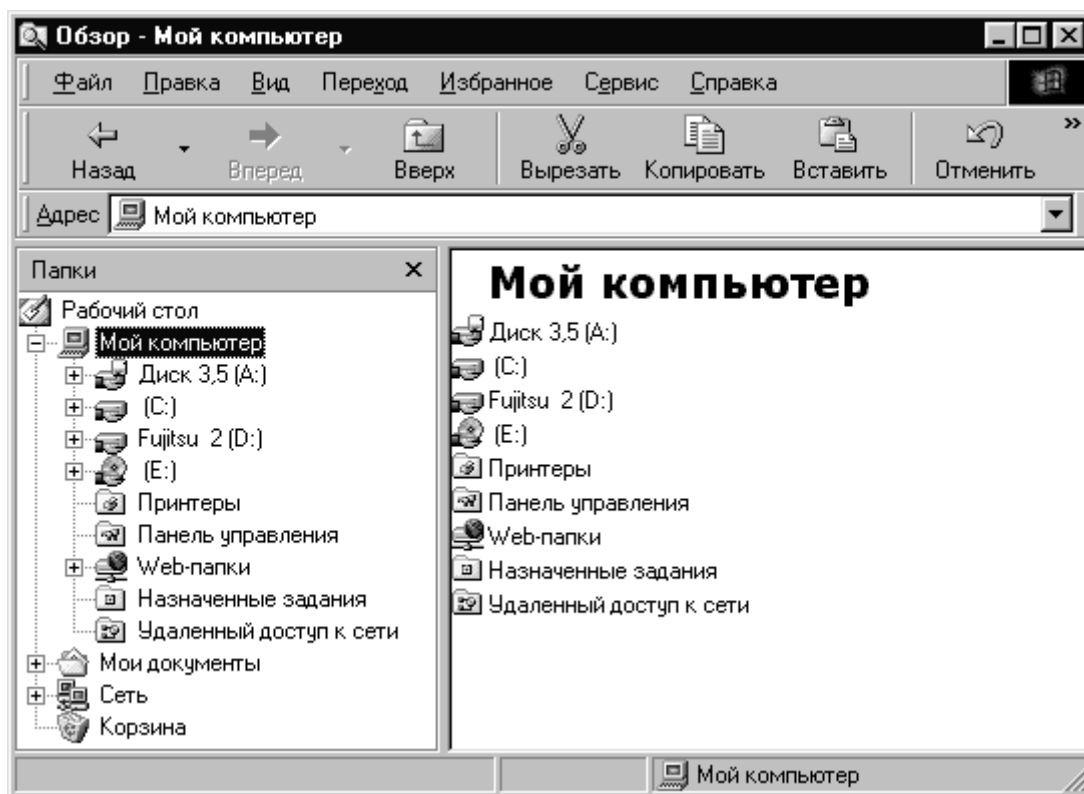 Обзор - Мой компьютер
Файл Правка Вид Переход Избранное Сервис Справка
Назад Вперед Вверх Вырезать Копировать Вставить Отменить »
Адрес Мой компьютер
Папки
Рабочий стол
Мой компьютер
Диск 3,5 (A:)
(C:)
Fujitsu 2 (D:)
(E:)
Принтеры
Панель управления
Web-папки
Назначенные задания
Удаленный доступ к сети
Мои документы
Сеть
Корзина
Мой компьютер
Диск 3,5 (A:)
(C:)
Fujitsu 2 (D:)
(E:)
Принтеры
Панель управления
Web-папки
Назначенные задания
Удаленный доступ к сети
Мой компьютер